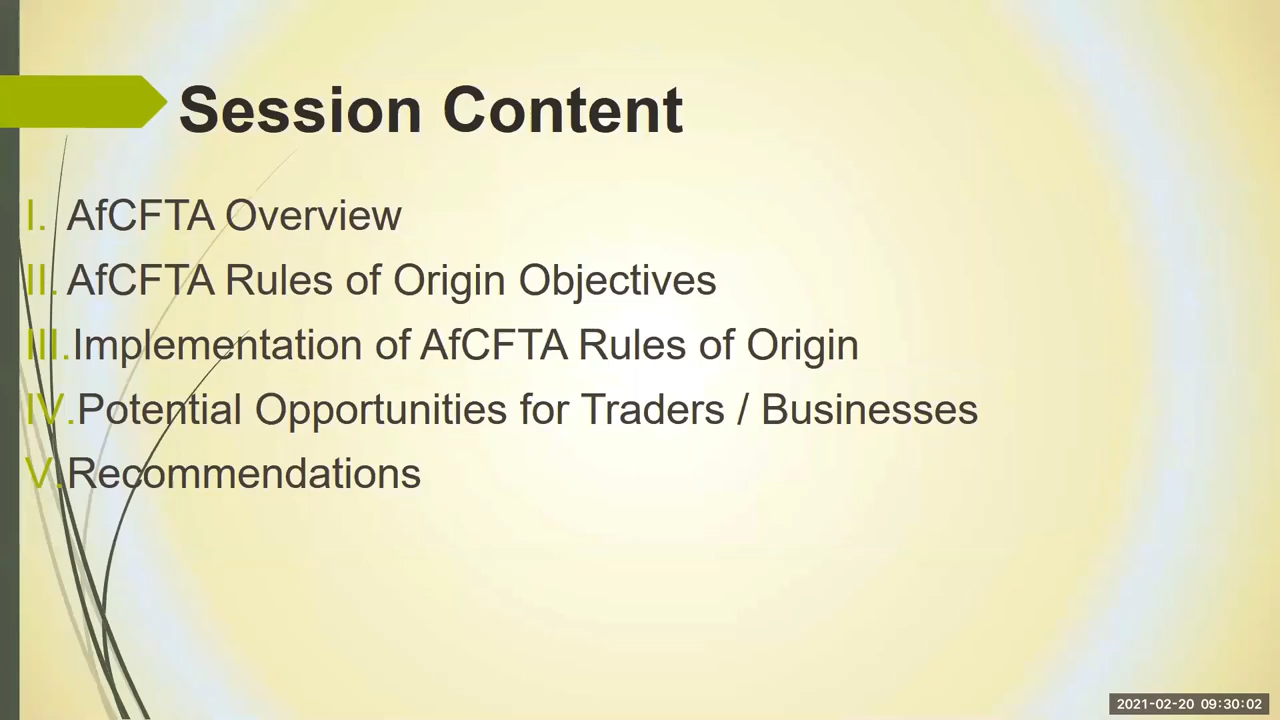 Session Content
I. AfCFTA Overview
II. AfCFTA Rules of Origin Objectives
III.Implementation of AfCFTA Rules of Origin
IV.Potential Opportunities for Traders / Businesses
V.Recommendations
2021-02-20 09:30:02